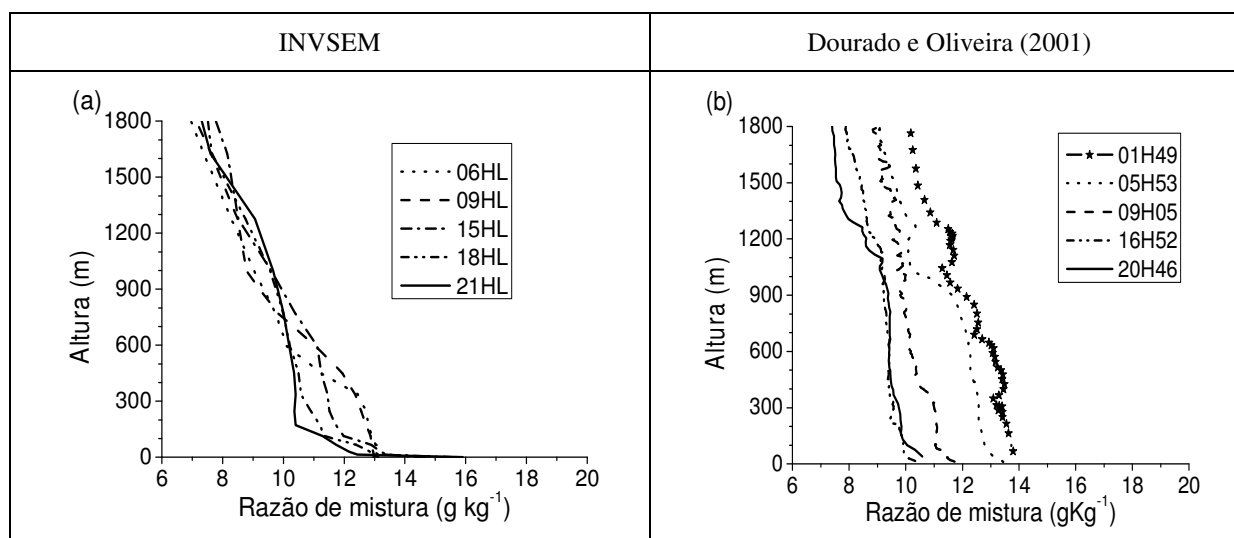 INVSEM
Dourado e Oliveira (2001)
(a)
1800
1500
1200
900
600
300
0
Altura (m)
06HL
09HL
15HL
18HL
21HL
6 8 10 12 14 16 18 20
Razão de mistura (g kg⁻¹)
(b)
1800
1500
1200
900
600
300
0
Altura (m)
01H49
05H53
09H05
16H52
20H46
6 8 10 12 14 16 18 20
Razão de mistura (gKg⁻¹)